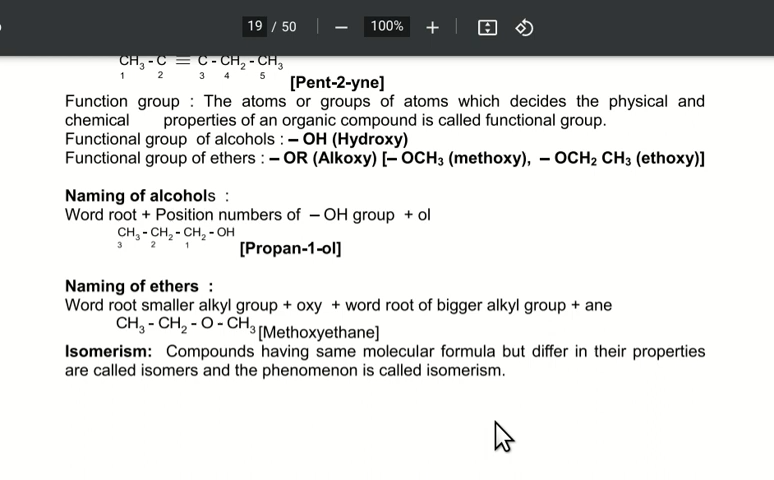 19 / 50
100%
CH₃ - C ≡ C - CH₂ - CH₃
1 2 3 4 5
[Pent-2-yne]
Function group : The atoms or groups of atoms which decides the physical and
chemical properties of an organic compound is called functional group.
Functional group of alcohols : – OH (Hydroxy)
Functional group of ethers : – OR (Alkoxy) [– OCH₃ (methoxy), – OCH₂ CH₃ (ethoxy)]
Naming of alcohols :
Word root + Position numbers of – OH group + ol
CH₃ - CH₂ - CH₂ - OH
3 2 1
[Propan-1-ol]
Naming of ethers :
Word root smaller alkyl group + oxy + word root of bigger alkyl group + ane
CH₃ - CH₂ - O - CH₃ [Methoxyethane]
Isomerism: Compounds having same molecular formula but differ in their properties
are called isomers and the phenomenon is called isomerism.